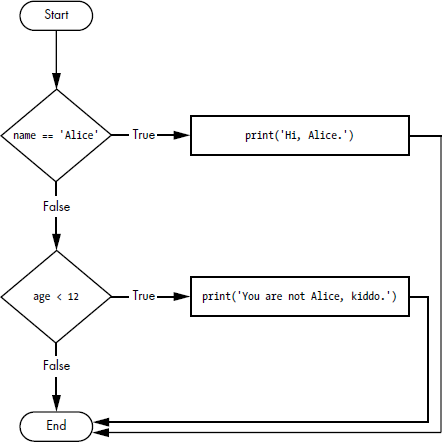 Start
name == 'Alice'
True
print('Hi, Alice.')
False
age < 12
True
print('You are not Alice, kiddo.')
False
End